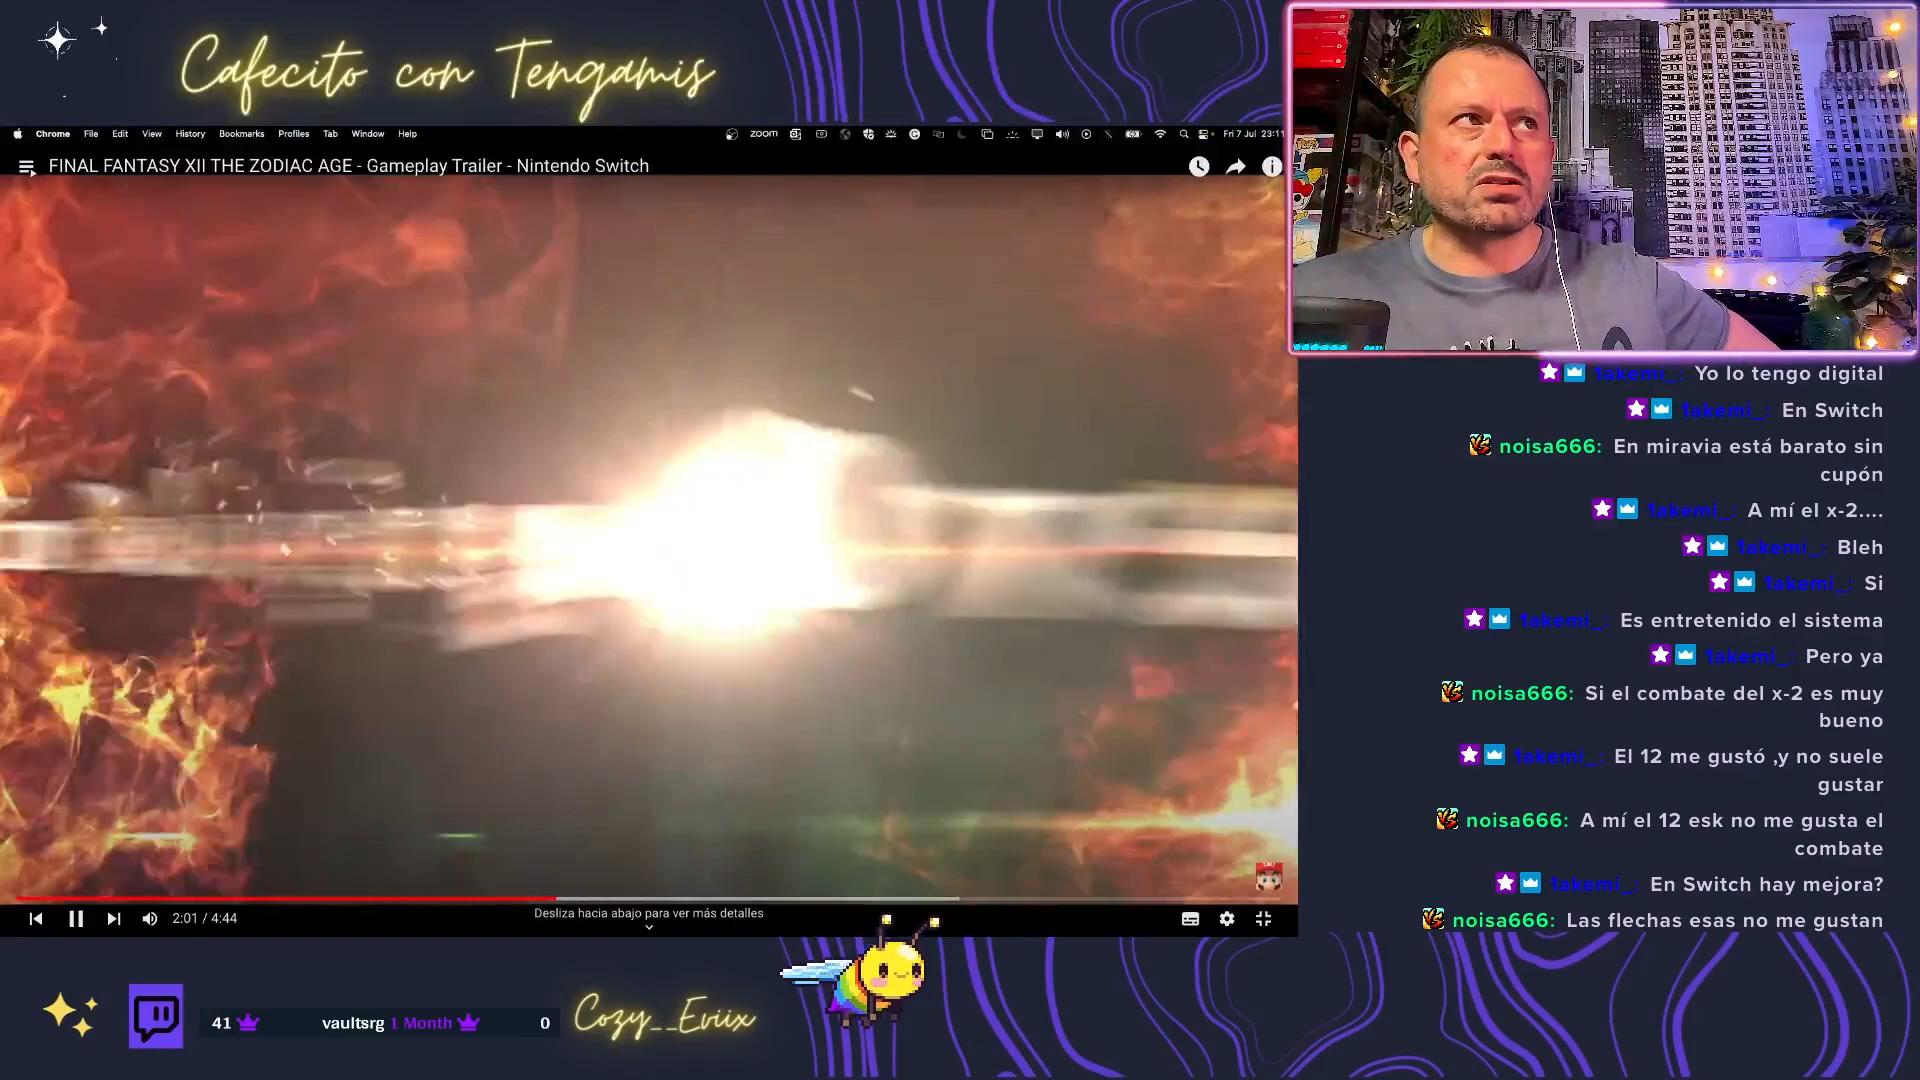 Cafecito con Tengamis
Chrome File Edit View History Bookmarks Profiles Tab Window Help
zoom
Fri 7 Jul 23:11
FINAL FANTASY XII THE ZODIAC AGE - Gameplay Trailer - Nintendo Switch
1akemi_: Yo lo tengo digital
1akemi_: En Switch
noisa666: En miravia está barato sin
cupón
1akemi_: A mí el x-2....
1akemi_: Bleh
1akemi_: Si
1akemi_: Es entretenido el sistema
1akemi_: Pero ya
noisa666: Si el combate del x-2 es muy
bueno
1akemi_: El 12 me gustó ,y no suele
gustar
noisa666: A mí el 12 esk no me gusta el
combate
1akemi_: En Switch hay mejora?
noisa666: Las flechas esas no me gustan
2:01 / 4:44
Desliza hacia abajo para ver más detalles
41
vaultsrg 1 Month
0
Cozy__Eviix